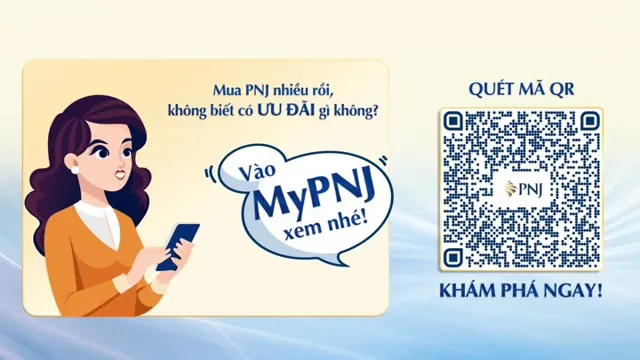 Mua PNJ nhiều rồi,
không biết có ƯU ĐÃI gì không?
Vào
MyPNJ
xem nhé!
QUÉT MÃ QR
PNJ
KHÁM PHÁ NGAY!